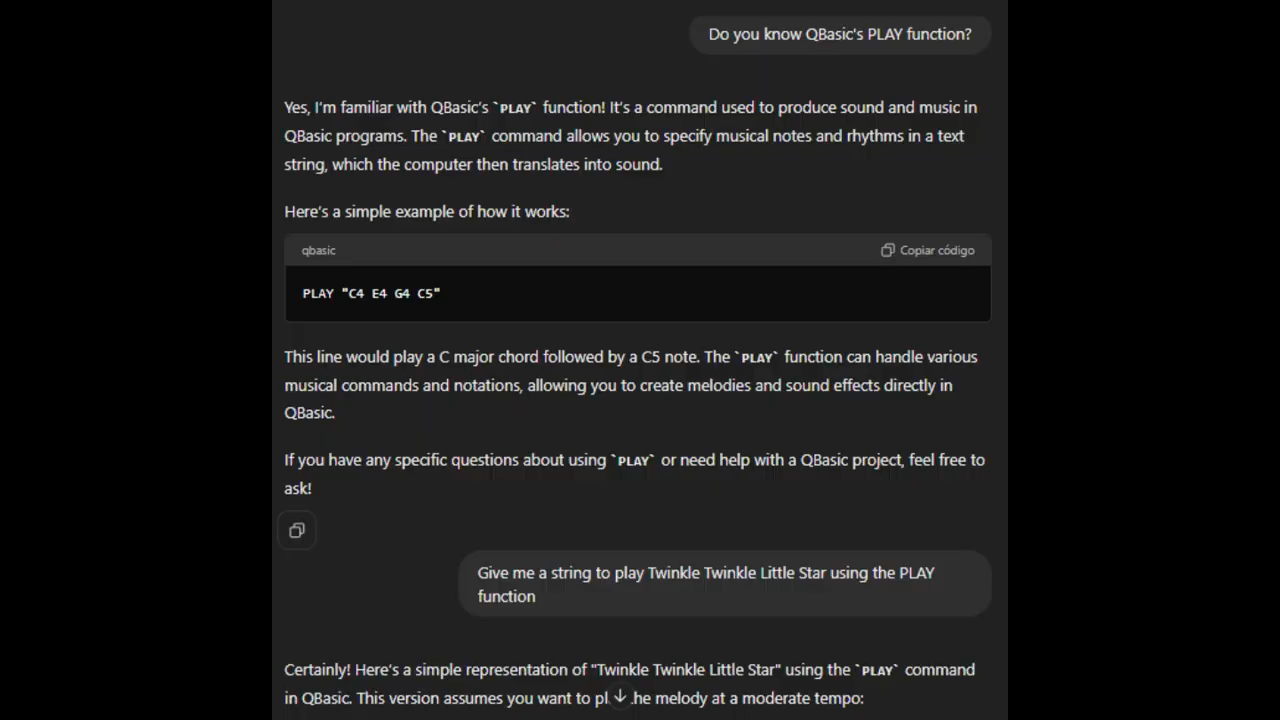 Do you know QBasic's PLAY function?
Yes, I'm familiar with QBasic's `PLAY` function! It's a command used to produce sound and music in
QBasic programs. The `PLAY` command allows you to specify musical notes and rhythms in a text
string, which the computer then translates into sound.
Here's a simple example of how it works:
qbasic
Copiar código
PLAY "C4 E4 G4 C5"
This line would play a C major chord followed by a C5 note. The `PLAY` function can handle various
musical commands and notations, allowing you to create melodies and sound effects directly in
QBasic.
If you have any specific questions about using `PLAY` or need help with a QBasic project, feel free to
ask!
Give me a string to play Twinkle Twinkle Little Star using the PLAY
function
Certainly! Here's a simple representation of "Twinkle Twinkle Little Star" using the `PLAY` command
in QBasic. This version assumes you want to pl he melody at a moderate tempo: